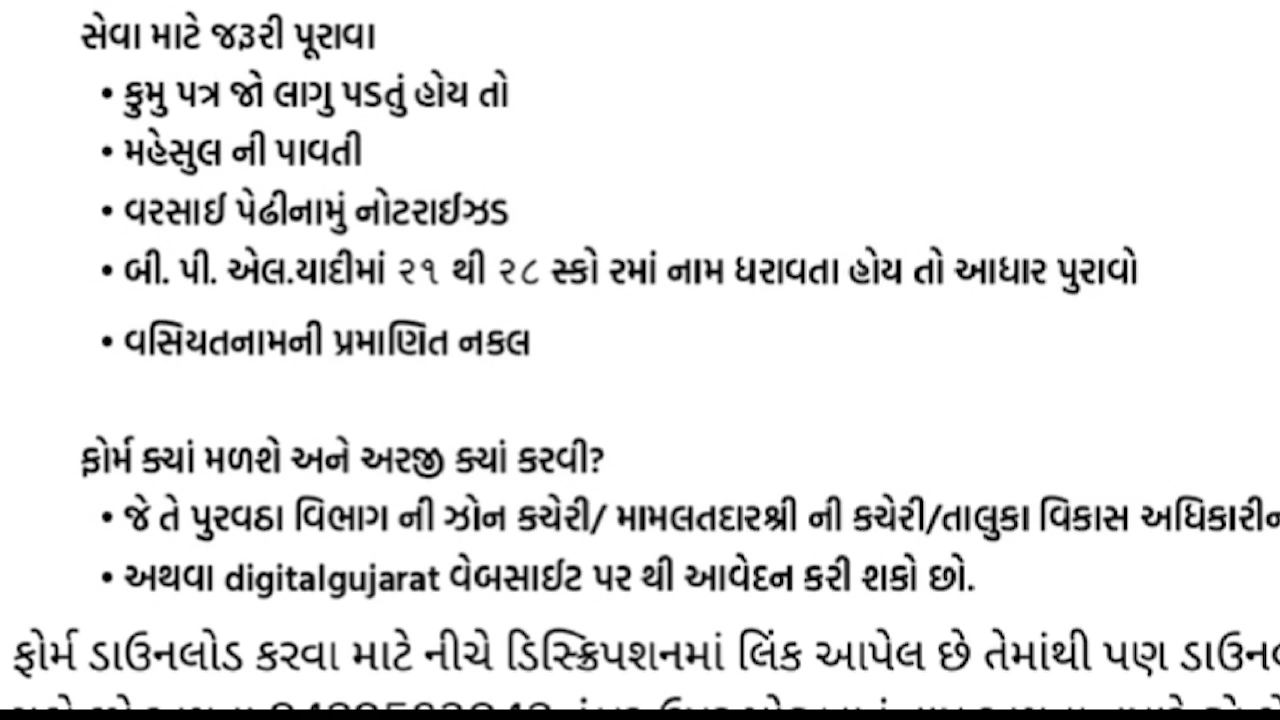 સેવા માટે જરૂરી પૂરાવા
• કુમુ પત્ર જો લાગુ પડતું હોય તો
• મહેસુલ ની પાવતી
• વરસાઈ પેઢીનામું નોટરાઈઝડ
• બી. પી. એલ.યાદીમાં ૨૧ થી ૨૮ સ્કો રમાં નામ ધરાવતા હોય તો આધાર પુરાવો
• વસિયતનામની પ્રમાણિત નકલ
ફોર્મ ક્યાં મળશે અને અરજી ક્યાં કરવી?
• જે તે પુરવઠા વિભાગ ની ઝોન કચેરી/ મામલતદારશ્રી ની કચેરી/તાલુકા વિકાસ અધિકારીન
• અથવા digitalgujarat વેબસાઈટ પર થી આવેદન કરી શકો છો.
ફોર્મ ડાઉનલોડ કરવા માટે નીચે ડિસ્ક્રિપશનમાં લિંક આપેલ છે તેમાંથી પણ